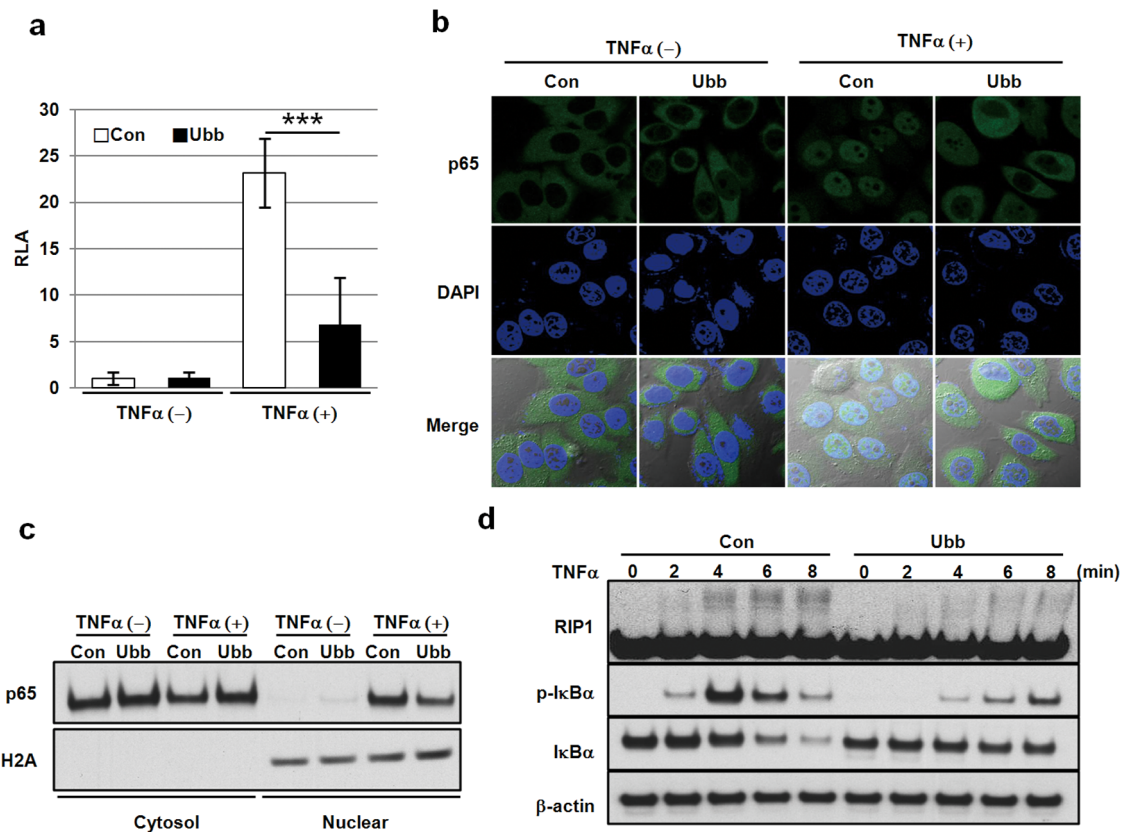 a
30
25
20
15
10
5
0
RLA
Con
Ubb
***
TNFα (−)
TNFα (+)
b
TNFα (−)
TNFα (+)
Con
Ubb
Con
Ubb
p65
DAPI
Merge
c
TNFα (−)
TNFα (+)
TNFα (−)
TNFα (+)
Con
Ubb
Con
Ubb
Con
Ubb
Con
Ubb
p65
H2A
Cytosol
Nuclear
d
Con
Ubb
TNFα
0
2
4
6
8
0
2
4
6
8
(min)
RIP1
p-IκBα
IκBα
β-actin